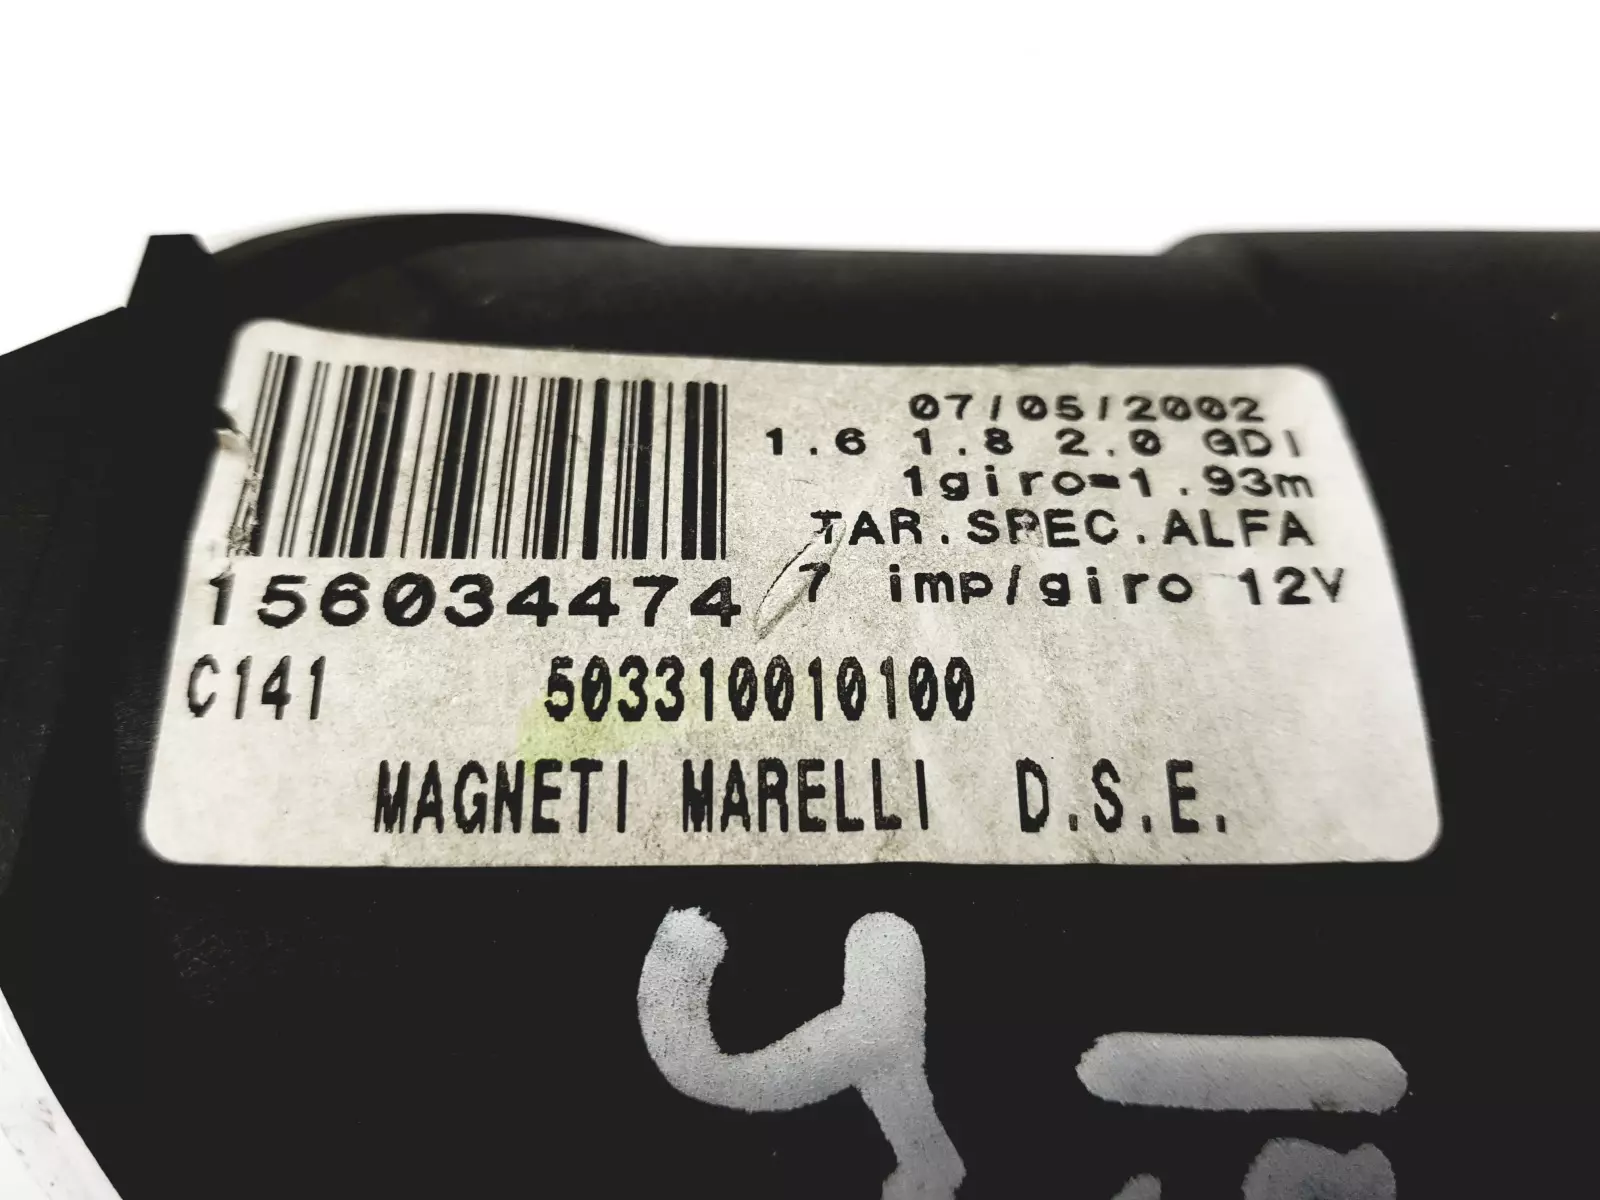 07/05/2002
1.6 1.8 2.0 GDI
1giro=1.93m
TAR.SPEC.ALFA
156034474 7 imp/giro 12V
C141 503310010100
MAGNETI MARELLI D.S.E.